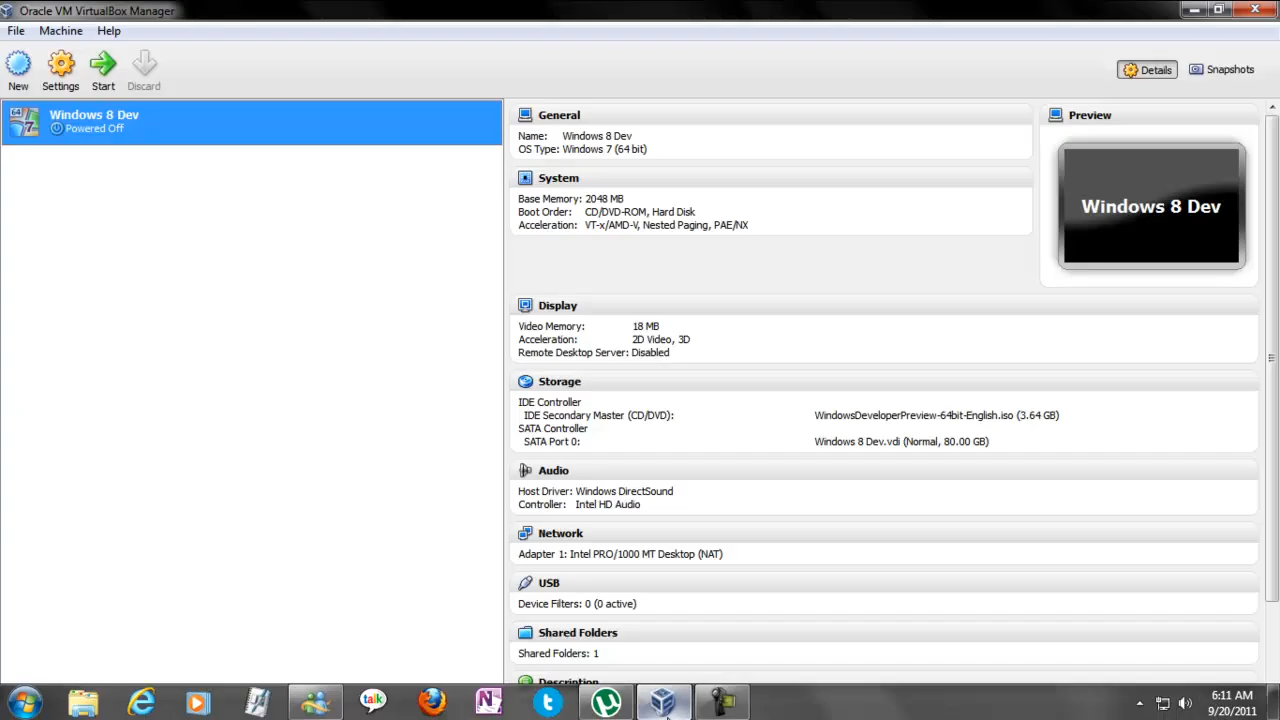 Oracle VM VirtualBox Manager
File Machine Help
New Settings Start Discard
Details Snapshots
64
7
Windows 8 Dev
Powered Off
General
Name: Windows 8 Dev
OS Type: Windows 7 (64 bit)
System
Base Memory: 2048 MB
Boot Order: CD/DVD-ROM, Hard Disk
Acceleration: VT-x/AMD-V, Nested Paging, PAE/NX
Preview
Windows 8 Dev
Display
Video Memory: 18 MB
Acceleration: 2D Video, 3D
Remote Desktop Server: Disabled
Storage
IDE Controller
IDE Secondary Master (CD/DVD): WindowsDeveloperPreview-64bit-English.iso (3.64 GB)
SATA Controller
SATA Port 0: Windows 8 Dev.vdi (Normal, 80.00 GB)
Audio
Host Driver: Windows DirectSound
Controller: Intel HD Audio
Network
Adapter 1: Intel PRO/1000 MT Desktop (NAT)
USB
Device Filters: 0 (0 active)
Shared Folders
Shared Folders: 1
Description
talk
N
t
6:11 AM
9/20/2011